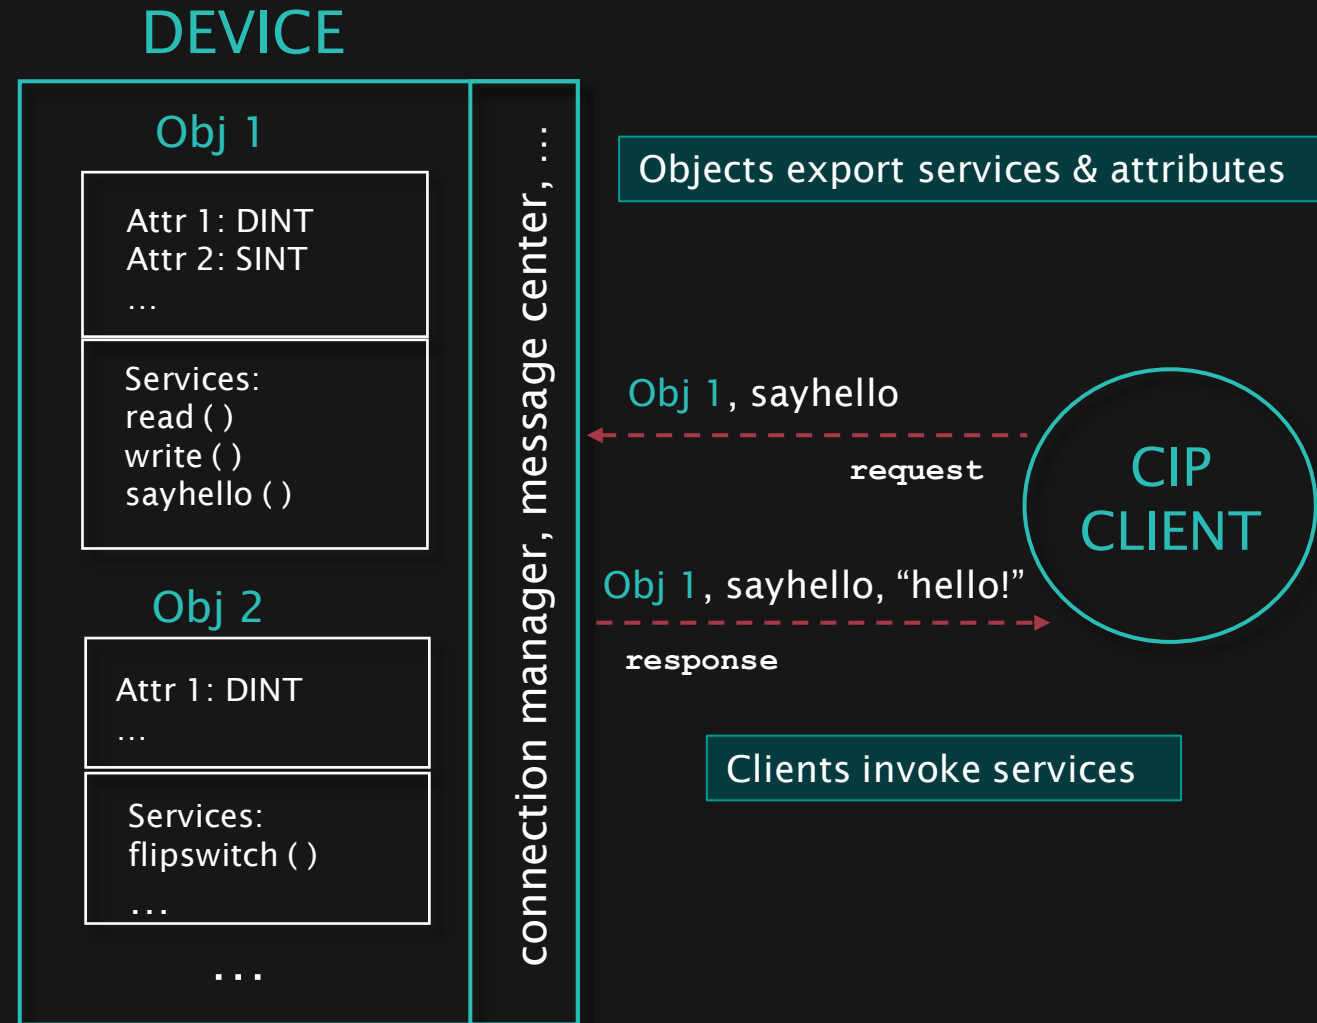 DEVICE
Obj 1
Attr 1: DINT
Attr 2: SINT
...
Services:
read ( )
write ( )
sayhello ( )
Obj 2
Attr 1: DINT
...
Services:
flipswitch ( )
...
...
connection manager, message center, ...
Objects export services & attributes
Obj 1, sayhello
request
CIP
CLIENT
Obj 1, sayhello, “hello!”
response
Clients invoke services